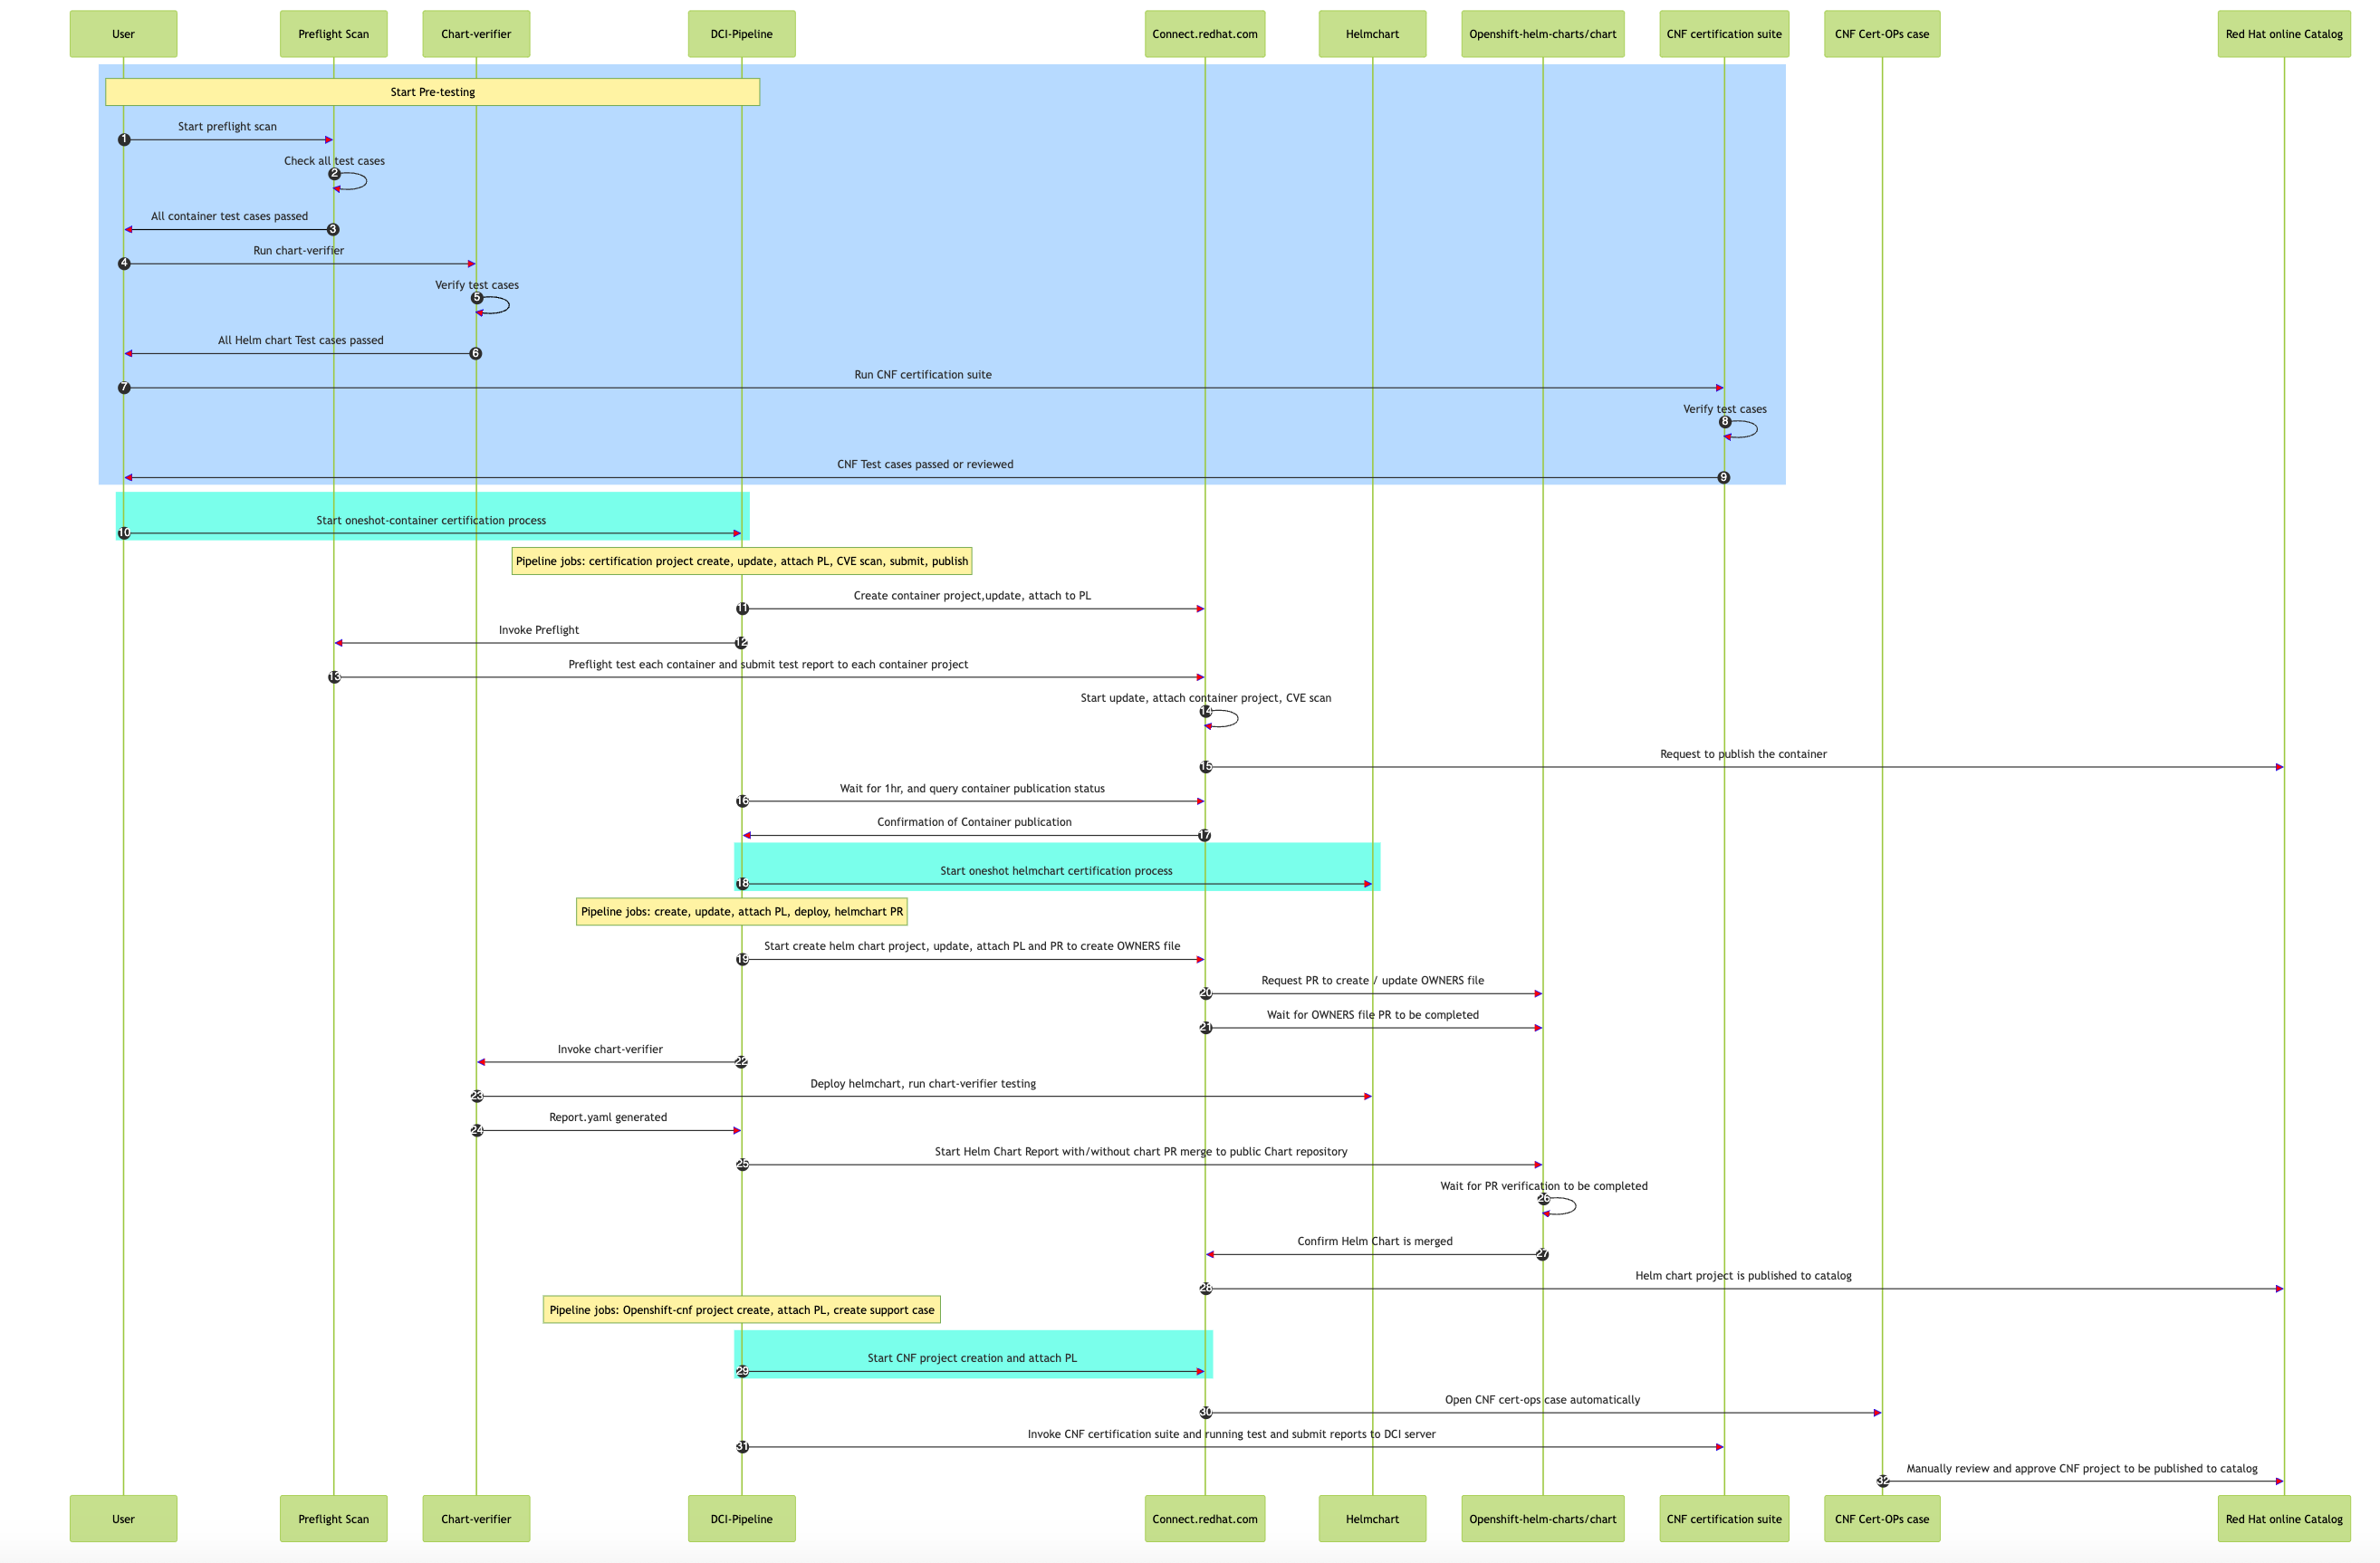 User
Preflight Scan
Chart-verifier
DCI-Pipeline
Connect.redhat.com
Helmchart
Openshift-helm-charts/chart
CNF certification suite
CNF Cert-OPs case
Red Hat online Catalog
Start Pre-testing
Start preflight scan
1
Check all test cases
2
All container test cases passed
3
Run chart-verifier
4
Verify test cases
5
All Helm chart Test cases passed
6
Run CNF certification suite
7
Verify test cases
8
CNF Test cases passed or reviewed
9
Start oneshot-container certification process
10
Pipeline jobs: certification project create, update, attach PL, CVE scan, submit, publish
Create container project,update, attach to PL
11
Invoke Preflight
12
Preflight test each container and submit test report to each container project
13
Start update, attach container project, CVE scan
14
Request to publish the container
15
Wait for 1hr, and query container publication status
16
Confirmation of Container publication
17
Start oneshot helmchart certification process
18
Pipeline jobs: create, update, attach PL, deploy, helmchart PR
Start create helm chart project, update, attach PL and PR to create OWNERS file
19
Request PR to create / update OWNERS file
20
Wait for OWNERS file PR to be completed
21
Invoke chart-verifier
22
Deploy helmchart, run chart-verifier testing
23
Report.yaml generated
24
Start Helm Chart Report with/without chart PR merge to public Chart repository
25
Wait for PR verification to be completed
26
Confirm Helm Chart is merged
27
Helm chart project is published to catalog
28
Pipeline jobs: Openshift-cnf project create, attach PL, create support case
Start CNF project creation and attach PL
29
Open CNF cert-ops case automatically
30
Invoke CNF certification suite and running test and submit reports to DCI server
31
Manually review and approve CNF project to be published to catalog
32
User
Preflight Scan
Chart-verifier
DCI-Pipeline
Connect.redhat.com
Helmchart
Openshift-helm-charts/chart
CNF certification suite
CNF Cert-OPs case
Red Hat online Catalog